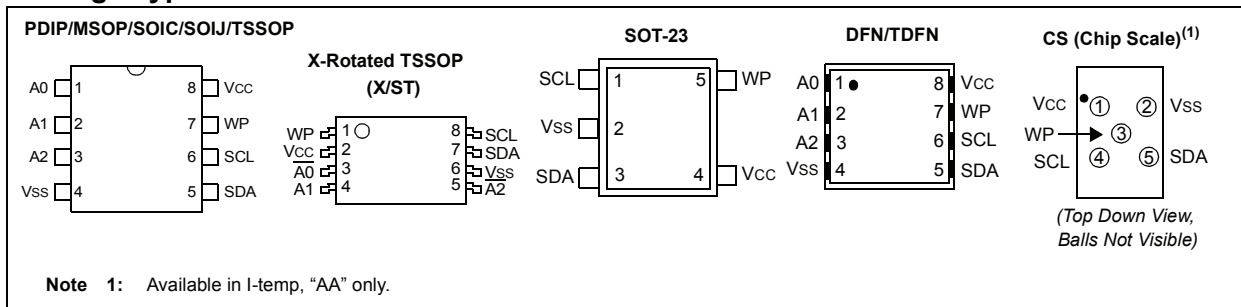 PDIP/MSOP/SOIC/SOIJ/TSSOP
A0 1 8 VCC
A1 2 7 WP
A2 3 6 SCL
VSS 4 5 SDA
X-Rotated TSSOP
(X/ST)
WP 1 8 SCL
VCC 2 7 SDA
A0 3 6 VSS
A1 4 5 A2
SOT-23
SCL 1 5 WP
VSS 2
SDA 3 4 VCC
DFN/TDFN
A0 1 8 VCC
A1 2 7 WP
A2 3 6 SCL
VSS 4 5 SDA
CS (Chip Scale)(1)
VCC 1 2 VSS
WP 3
SCL 4 5 SDA
(Top Down View,
Balls Not Visible)
Note 1: Available in I-temp, “AA” only.